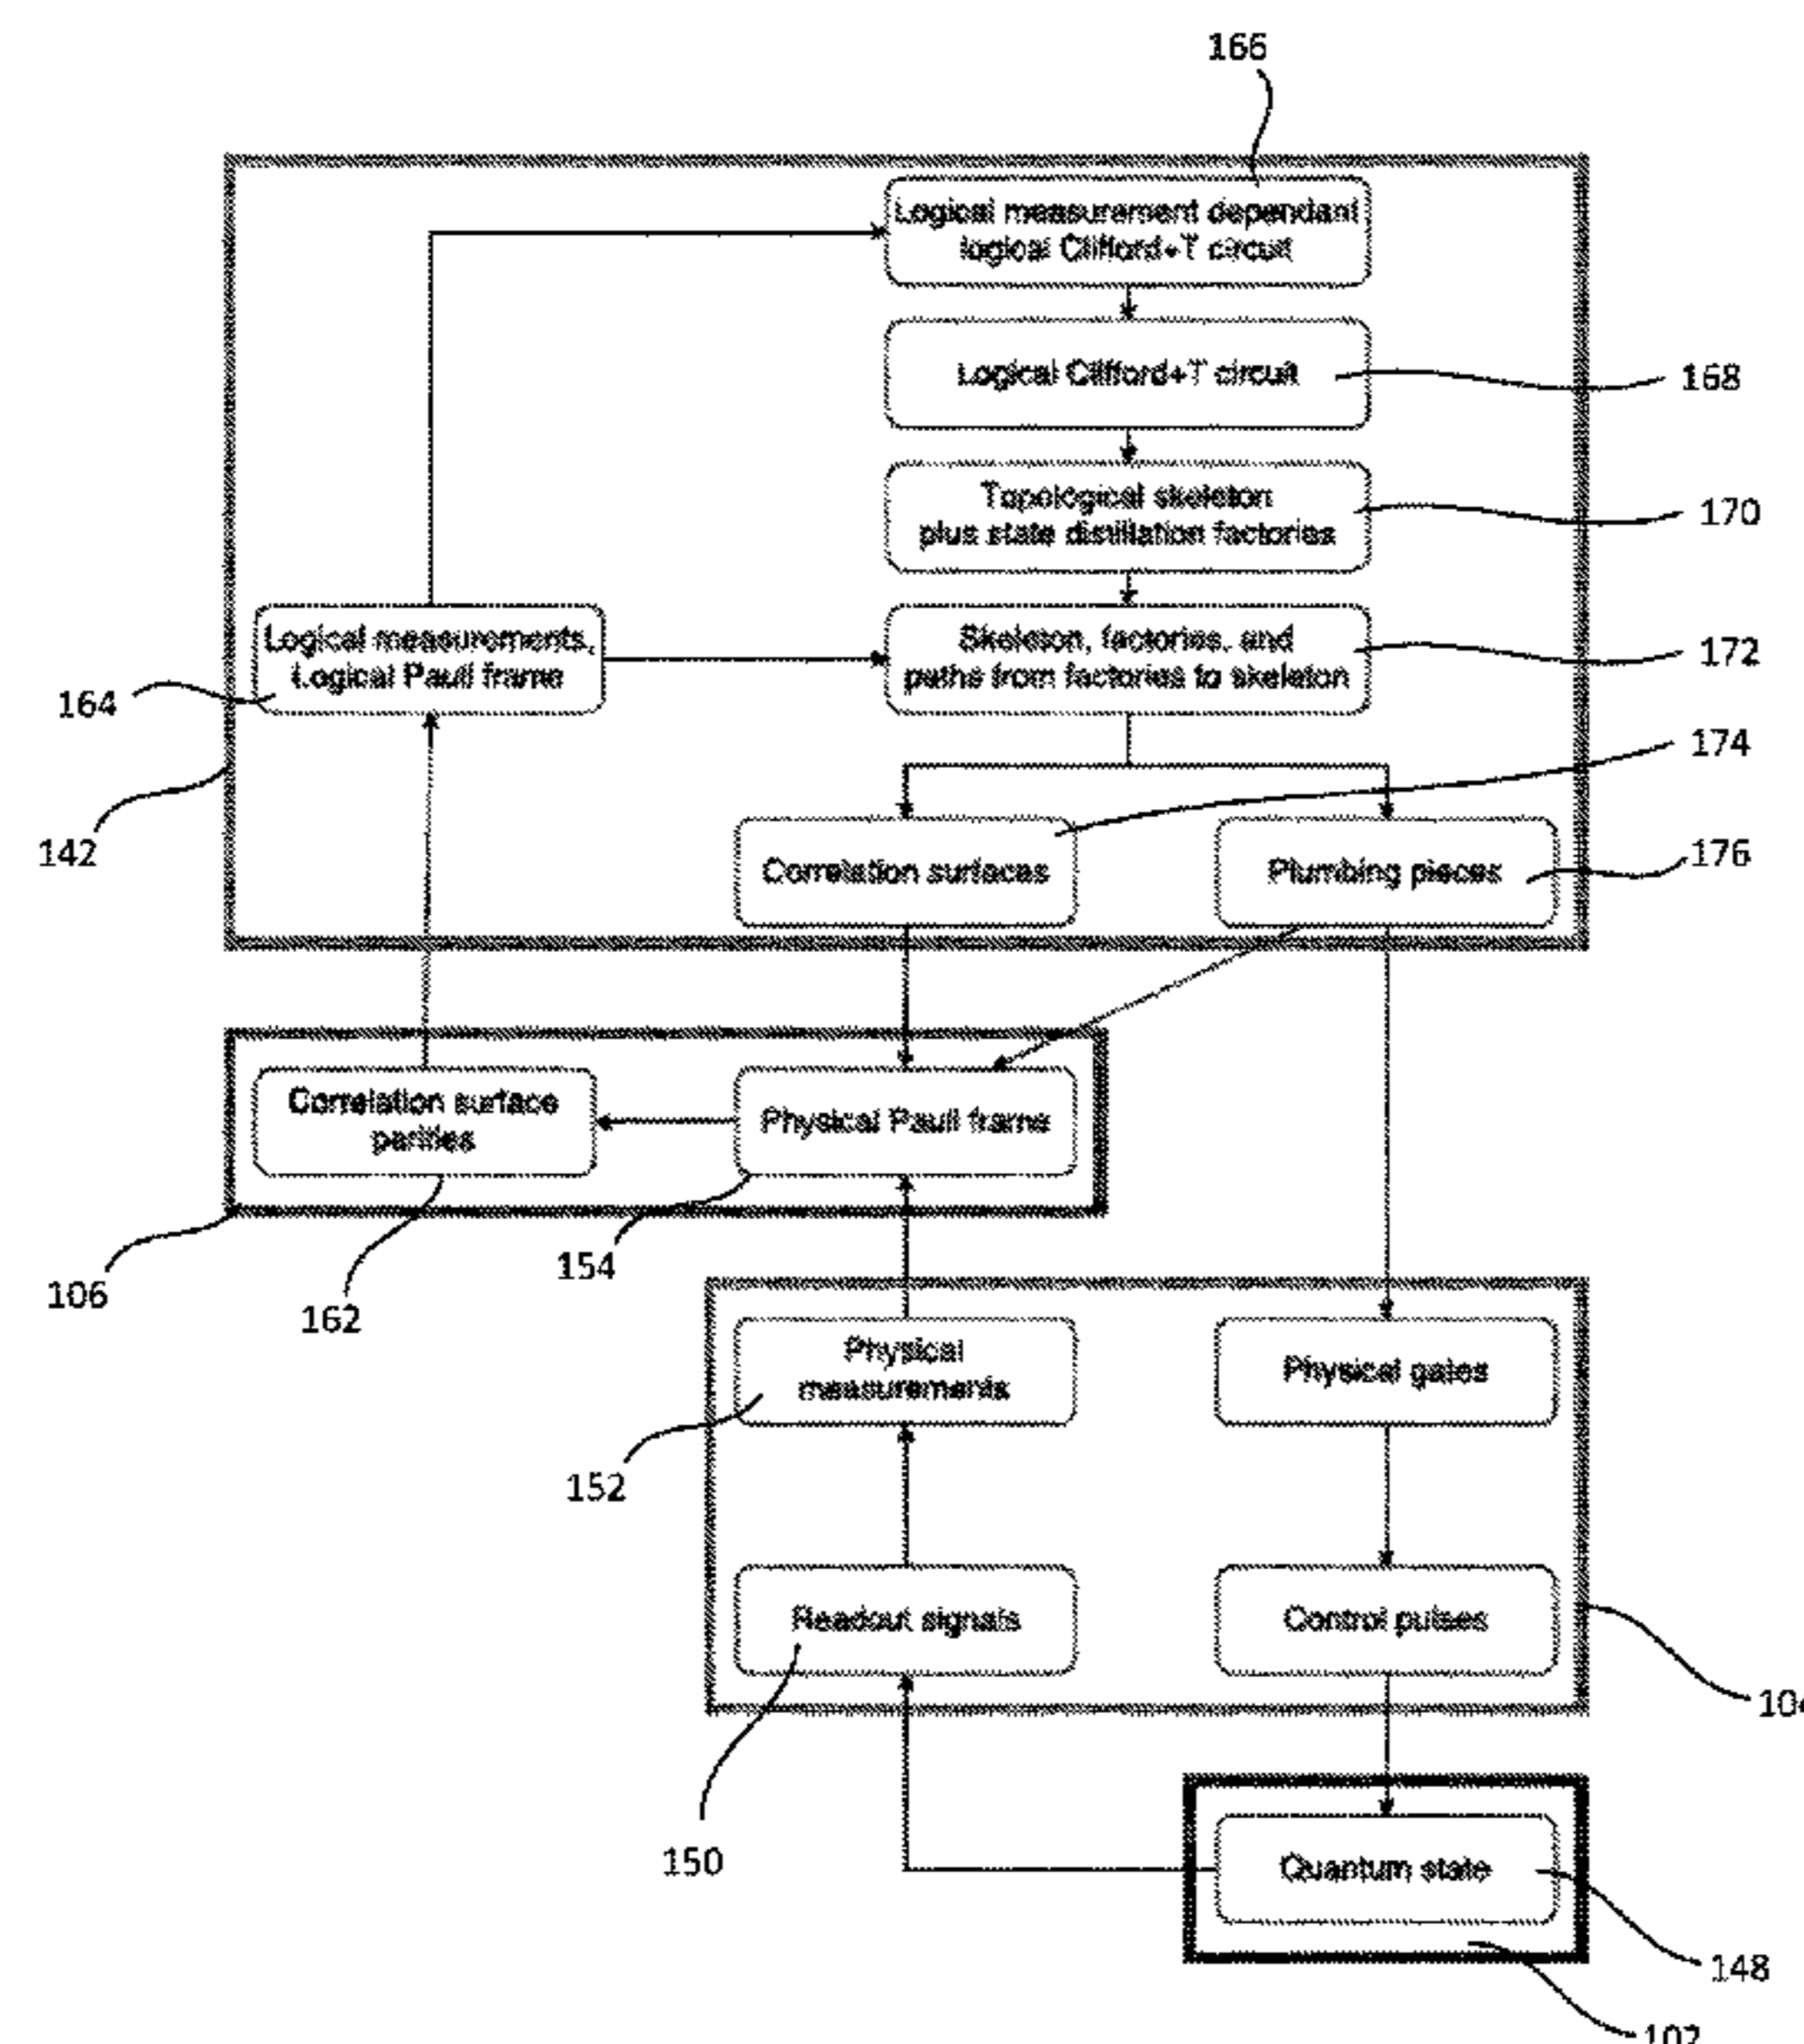 166
Logical measurement dependant
logical Clifford+T circuit
Logical Clifford+T circuit
168
Topological skeleton
plus state distillation factories
170
Logical measurements,
Logical Pauli frame
Skeleton, factories, and
paths from factories to skeleton
172
164
174
142
Correlation surfaces
Plumbing pieces
176
Correlation surface
parities
Physical Pauli frame
106
162
154
Physical
measurements
Physical gates
152
Readout signals
Control pulses
104
150
Quantum state
148
102